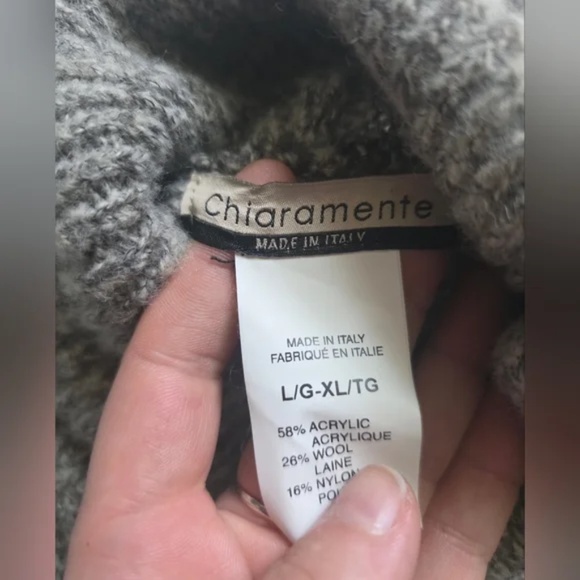 Chiaramente
MADE IN ITALY
MADE IN ITALY
FABRIQUÉ EN ITALIE
L/G-XL/TG
58% ACRYLIC
ACRYLIQUE
26% WOOL
LAINE
16% NYLON